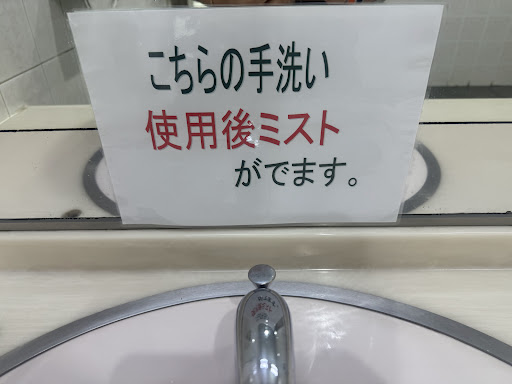 こちらの手洗い
使用後ミスト
がでます。